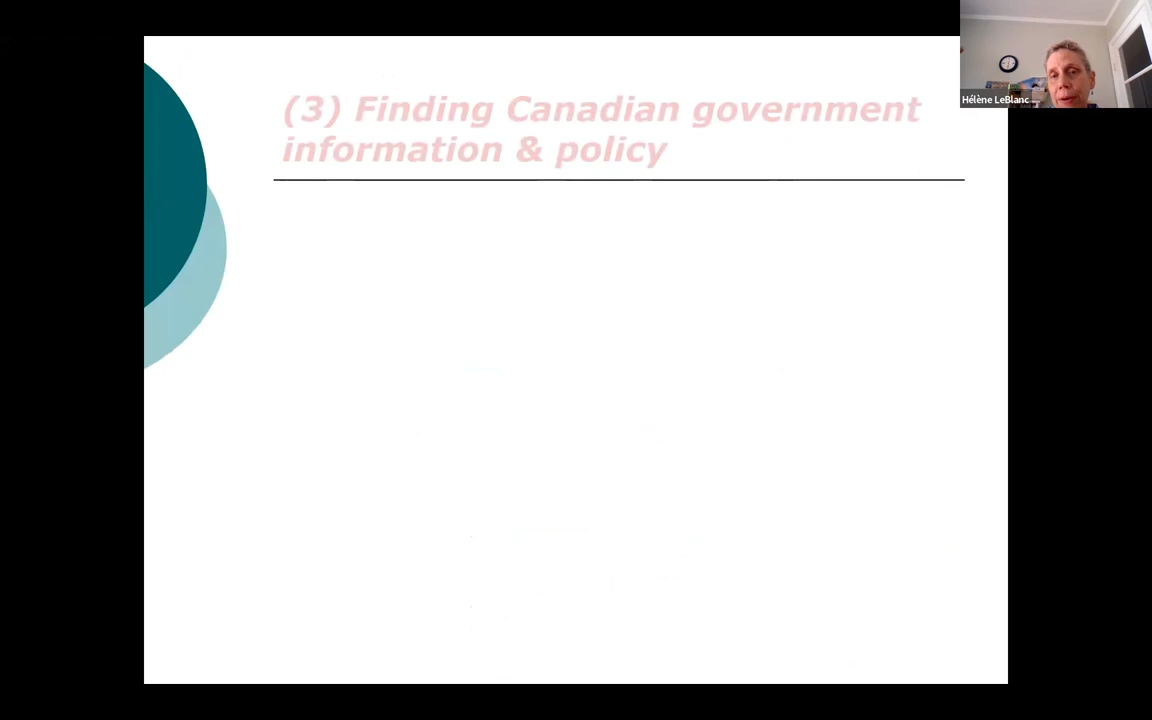 (3) Finding Canadian government
information & policy
Hélène LeBlanc